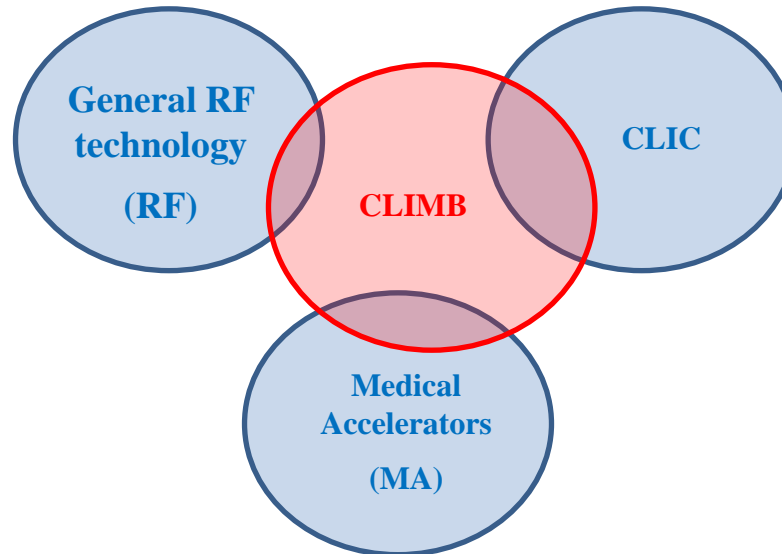 General RF
technology
(RF)
CLIC
CLIMB
Medical
Accelerators
(MA)